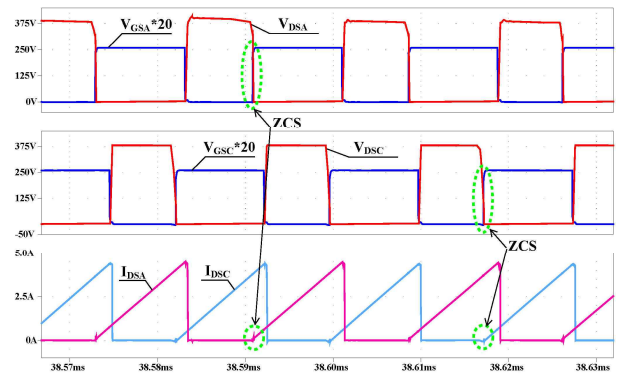 V_GSA*20 V_DSA
375V
250V
125V
0V
ZCS
V_GSC*20 V_DSC
375V
250V
125V
-50V
ZCS
5.0A
I_DSA I_DSC
2.5A
0A
38.57ms 38.58ms 38.59ms 38.60ms 38.61ms 38.62ms 38.63ms